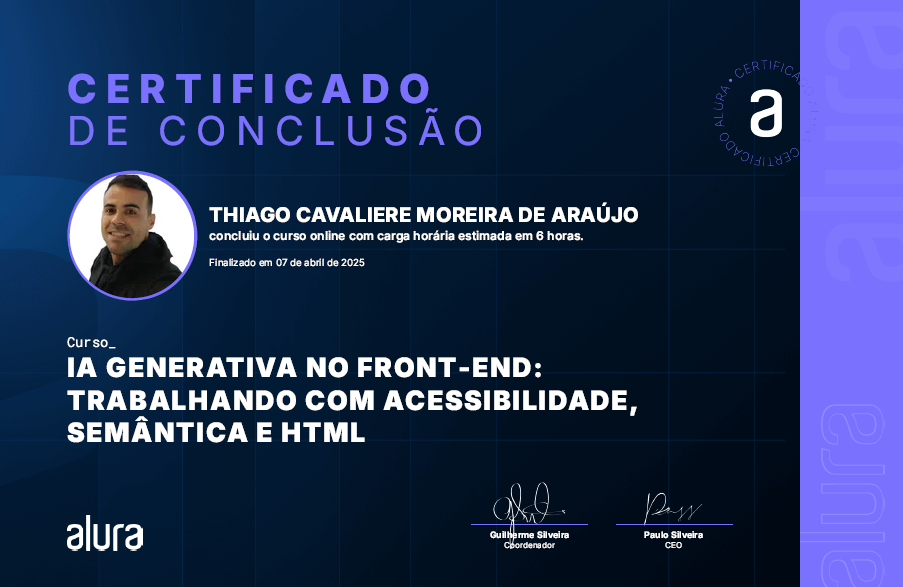 CERTIFICADO
DE CONCLUSÃO
CERTIFICADO ALURA • CERTIFICADO
a
THIAGO CAVALIERE MOREIRA DE ARAÚJO
concluiu o curso online com carga horária estimada em 6 horas.
Finalizado em 07 de abril de 2025
Curso_
IA GENERATIVA NO FRONT-END:
TRABALHANDO COM ACESSIBILIDADE,
SEMÂNTICA E HTML
alura
Guilherme Silveira
Coordenador
Paulo Silveira
CEO
alura
alura